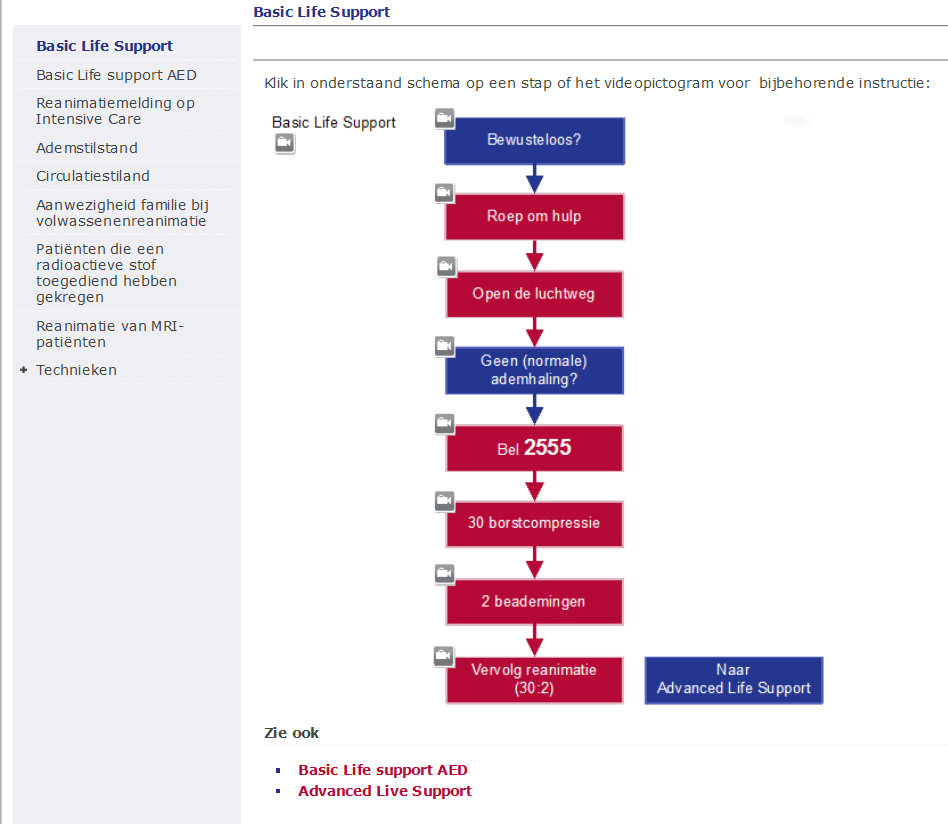 Basic Life Support
Basic Life Support
Basic Life support AED
Reanimatiemelding op
Intensive Care
Ademstilstand
Circulatiestiland
Aanwezigheid familie bij
volwassenenreanimatie
Patiënten die een
radioactieve stof
toegediend hebben
gekregen
Reanimatie van MRI-
patiënten
Technieken
Klik in onderstaand schema op een stap of het videopictogram voor bijbehorende instructie:
Basic Life Support
Bewusteloos?
Roep om hulp
Open de luchtweg
Geen (normale)
ademhaling?
Bel 2555
30 borstcompressie
2 beademingen
Vervolg reanimatie
(30:2)
Naar
Advanced Life Support
Zie ook
Basic Life support AED
Advanced Live Support